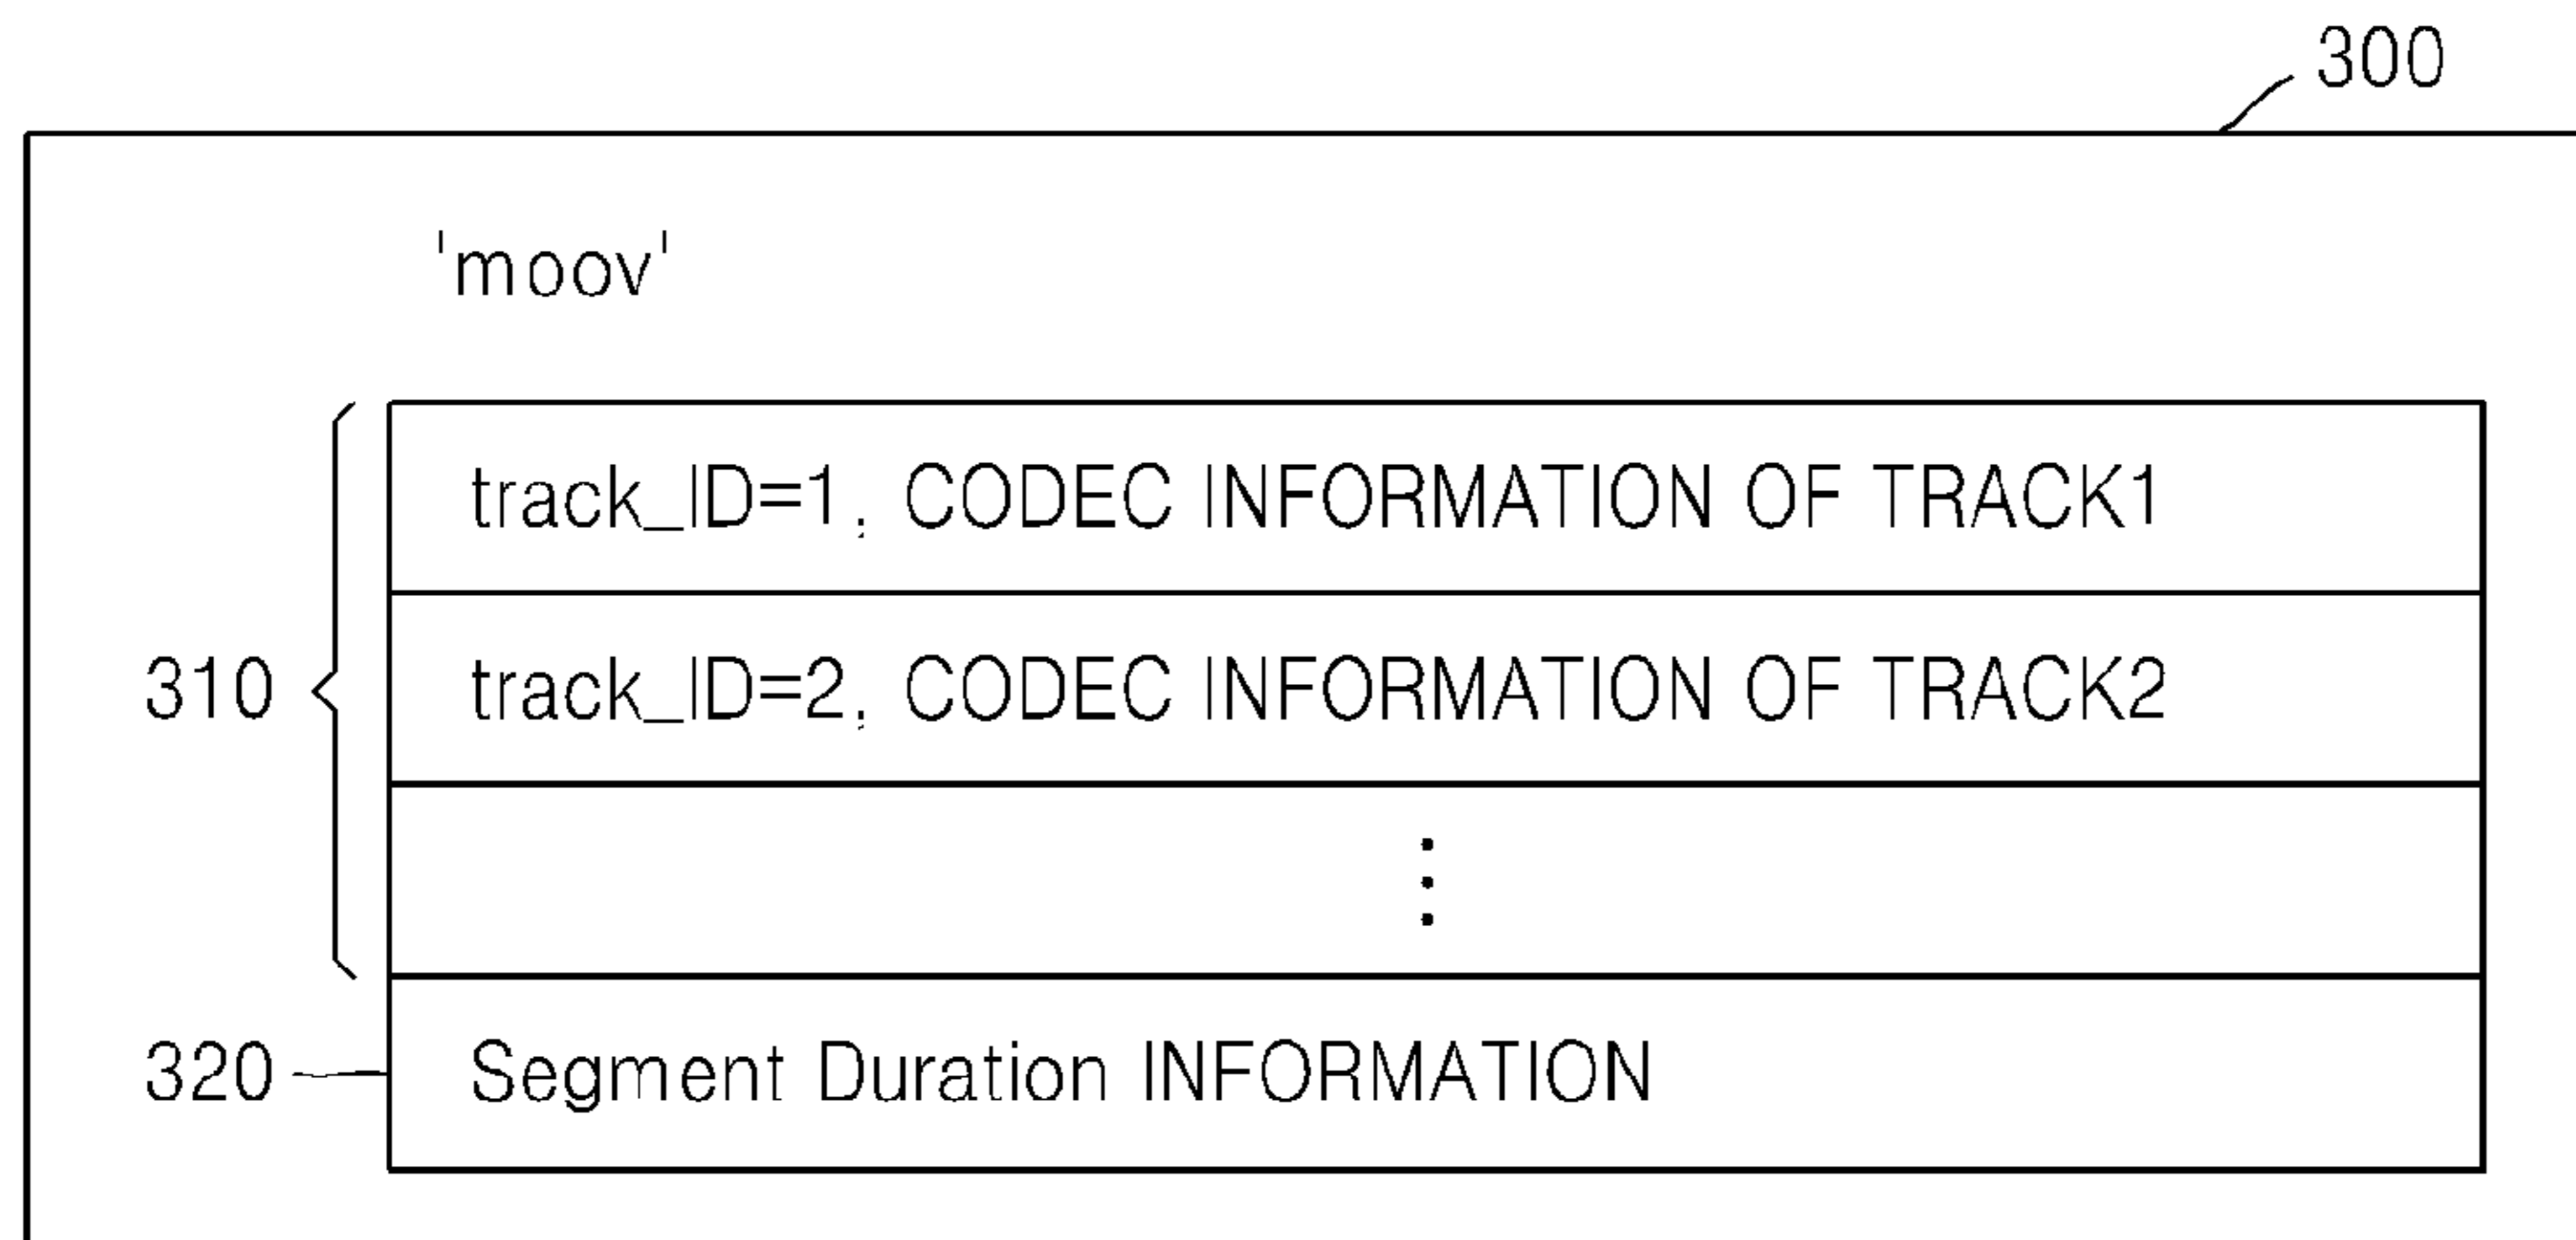 300
'moov'
track_ID=1, CODEC INFORMATION OF TRACK1
310
track_ID=2, CODEC INFORMATION OF TRACK2
320
Segment Duration INFORMATION